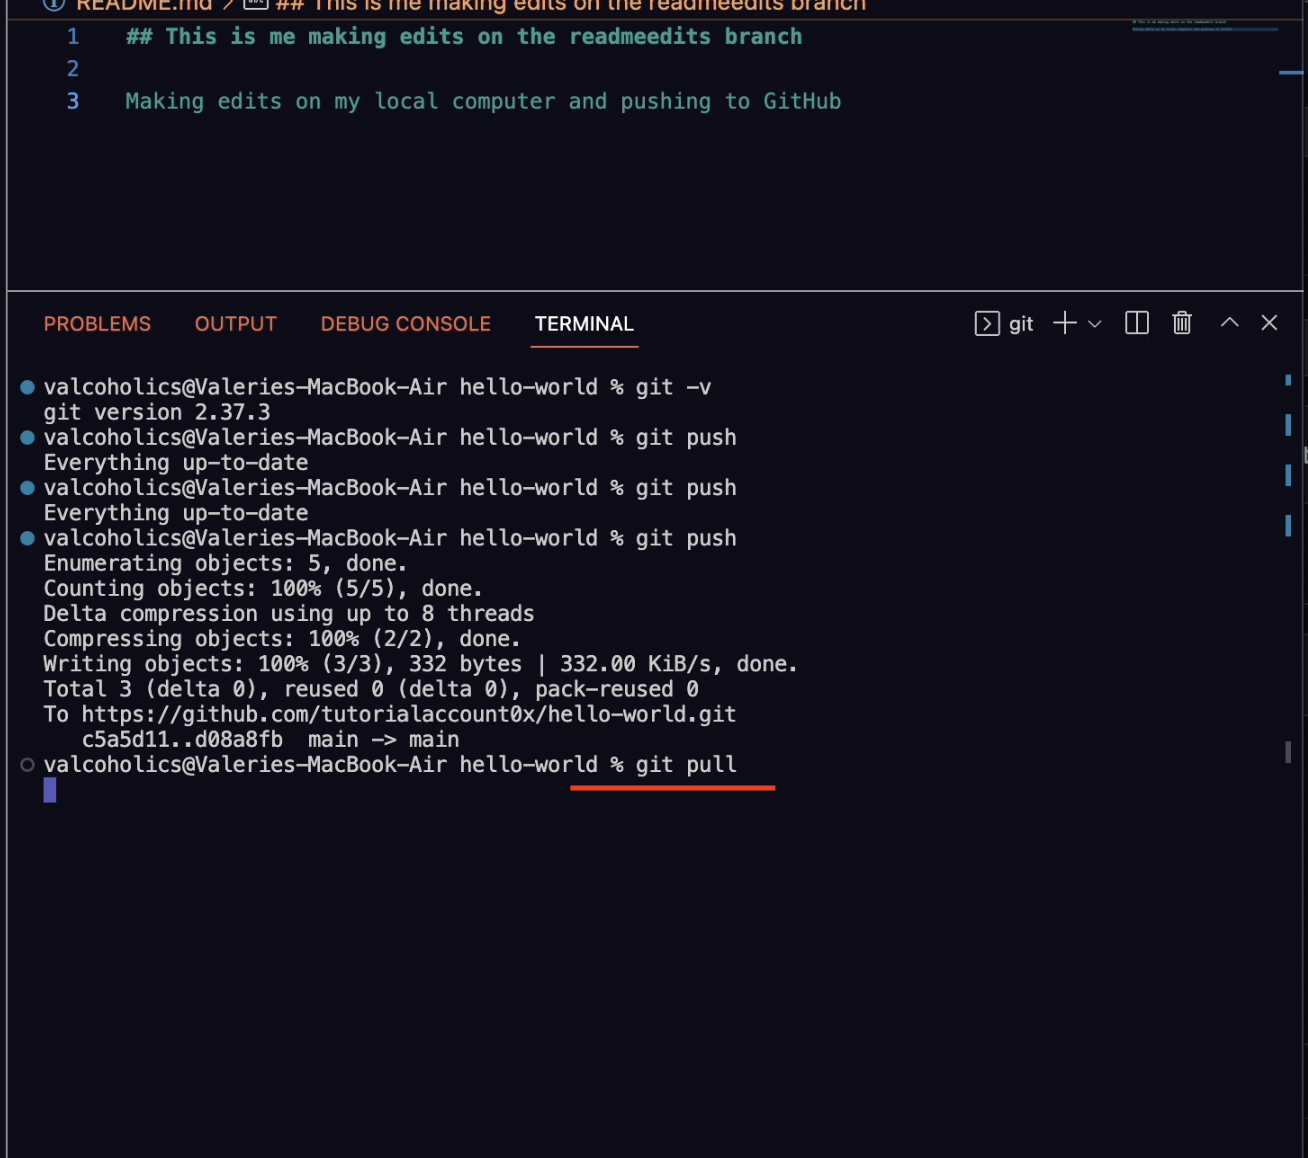 README.md > abc ## This is me making edits on the readmeedits branch
1 ## This is me making edits on the readmeedits branch
2
3 Making edits on my local computer and pushing to GitHub
PROBLEMS OUTPUT DEBUG CONSOLE TERMINAL git
valcoholics@Valeries-MacBook-Air hello-world % git -v
git version 2.37.3
valcoholics@Valeries-MacBook-Air hello-world % git push
Everything up-to-date
valcoholics@Valeries-MacBook-Air hello-world % git push
Everything up-to-date
valcoholics@Valeries-MacBook-Air hello-world % git push
Enumerating objects: 5, done.
Counting objects: 100% (5/5), done.
Delta compression using up to 8 threads
Compressing objects: 100% (2/2), done.
Writing objects: 100% (3/3), 332 bytes | 332.00 KiB/s, done.
Total 3 (delta 0), reused 0 (delta 0), pack-reused 0
To https://github.com/tutorialaccount0x/hello-world.git
c5a5d11..d08a8fb main -> main
valcoholics@Valeries-MacBook-Air hello-world % git pull